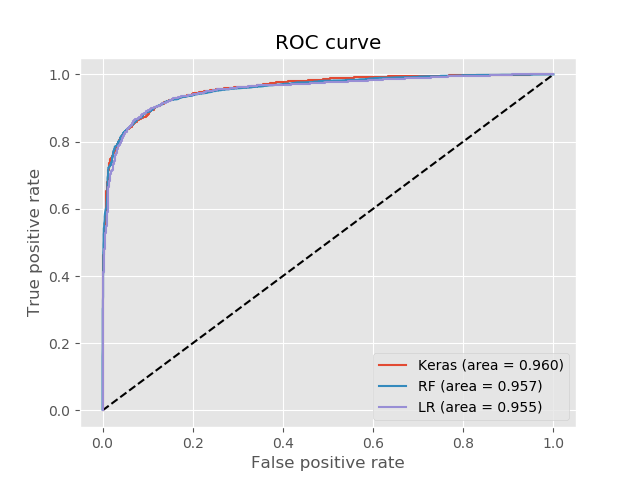 ROC curve
True positive rate
1.0
0.8
0.6
0.4
0.2
0.0
Keras (area = 0.960)
RF (area = 0.957)
LR (area = 0.955)
0.0 0.2 0.4 0.6 0.8 1.0
False positive rate